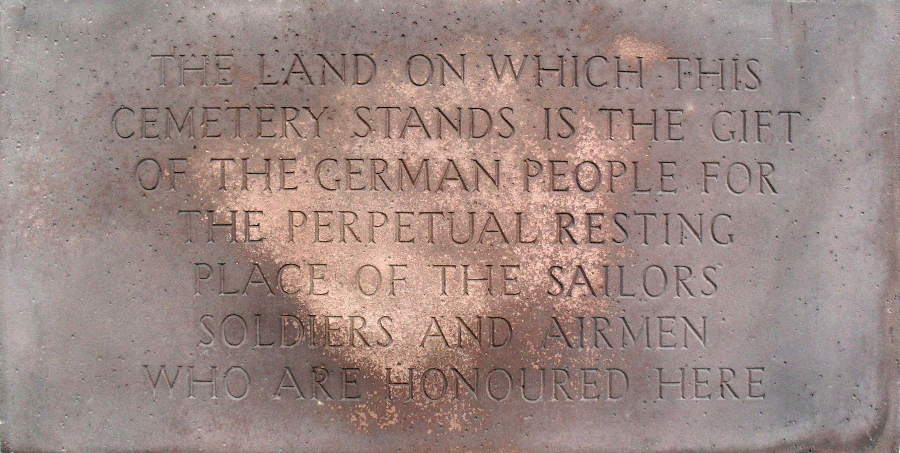 THE LAND ON WHICH THIS
CEMETERY STANDS IS THE GIFT
OF THE GERMAN PEOPLE FOR
THE PERPETUAL RESTING
PLACE OF THE SAILORS
SOLDIERS AND AIRMEN
WHO ARE HONOURED HERE